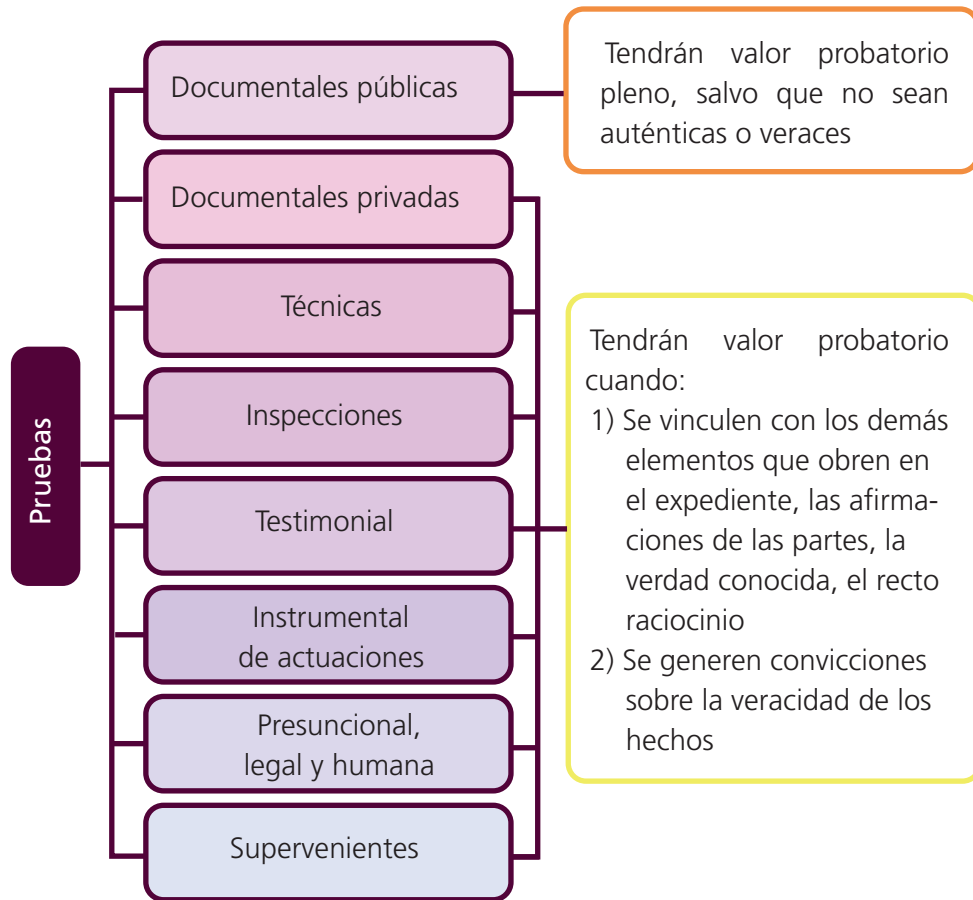 Pruebas
Documentales públicas
Tendrán valor probatorio
pleno, salvo que no sean
auténticas o veraces
Documentales privadas
Técnicas
Inspecciones
Testimonial
Instrumental
de actuaciones
Presuncional,
legal y humana
Supervenientes
Tendrán valor probatorio
cuando:
1) Se vinculen con los demás
elementos que obren en
el expediente, las afirma-
ciones de las partes, la
verdad conocida, el recto
raciocinio
2) Se generen convicciones
sobre la veracidad de los
hechos